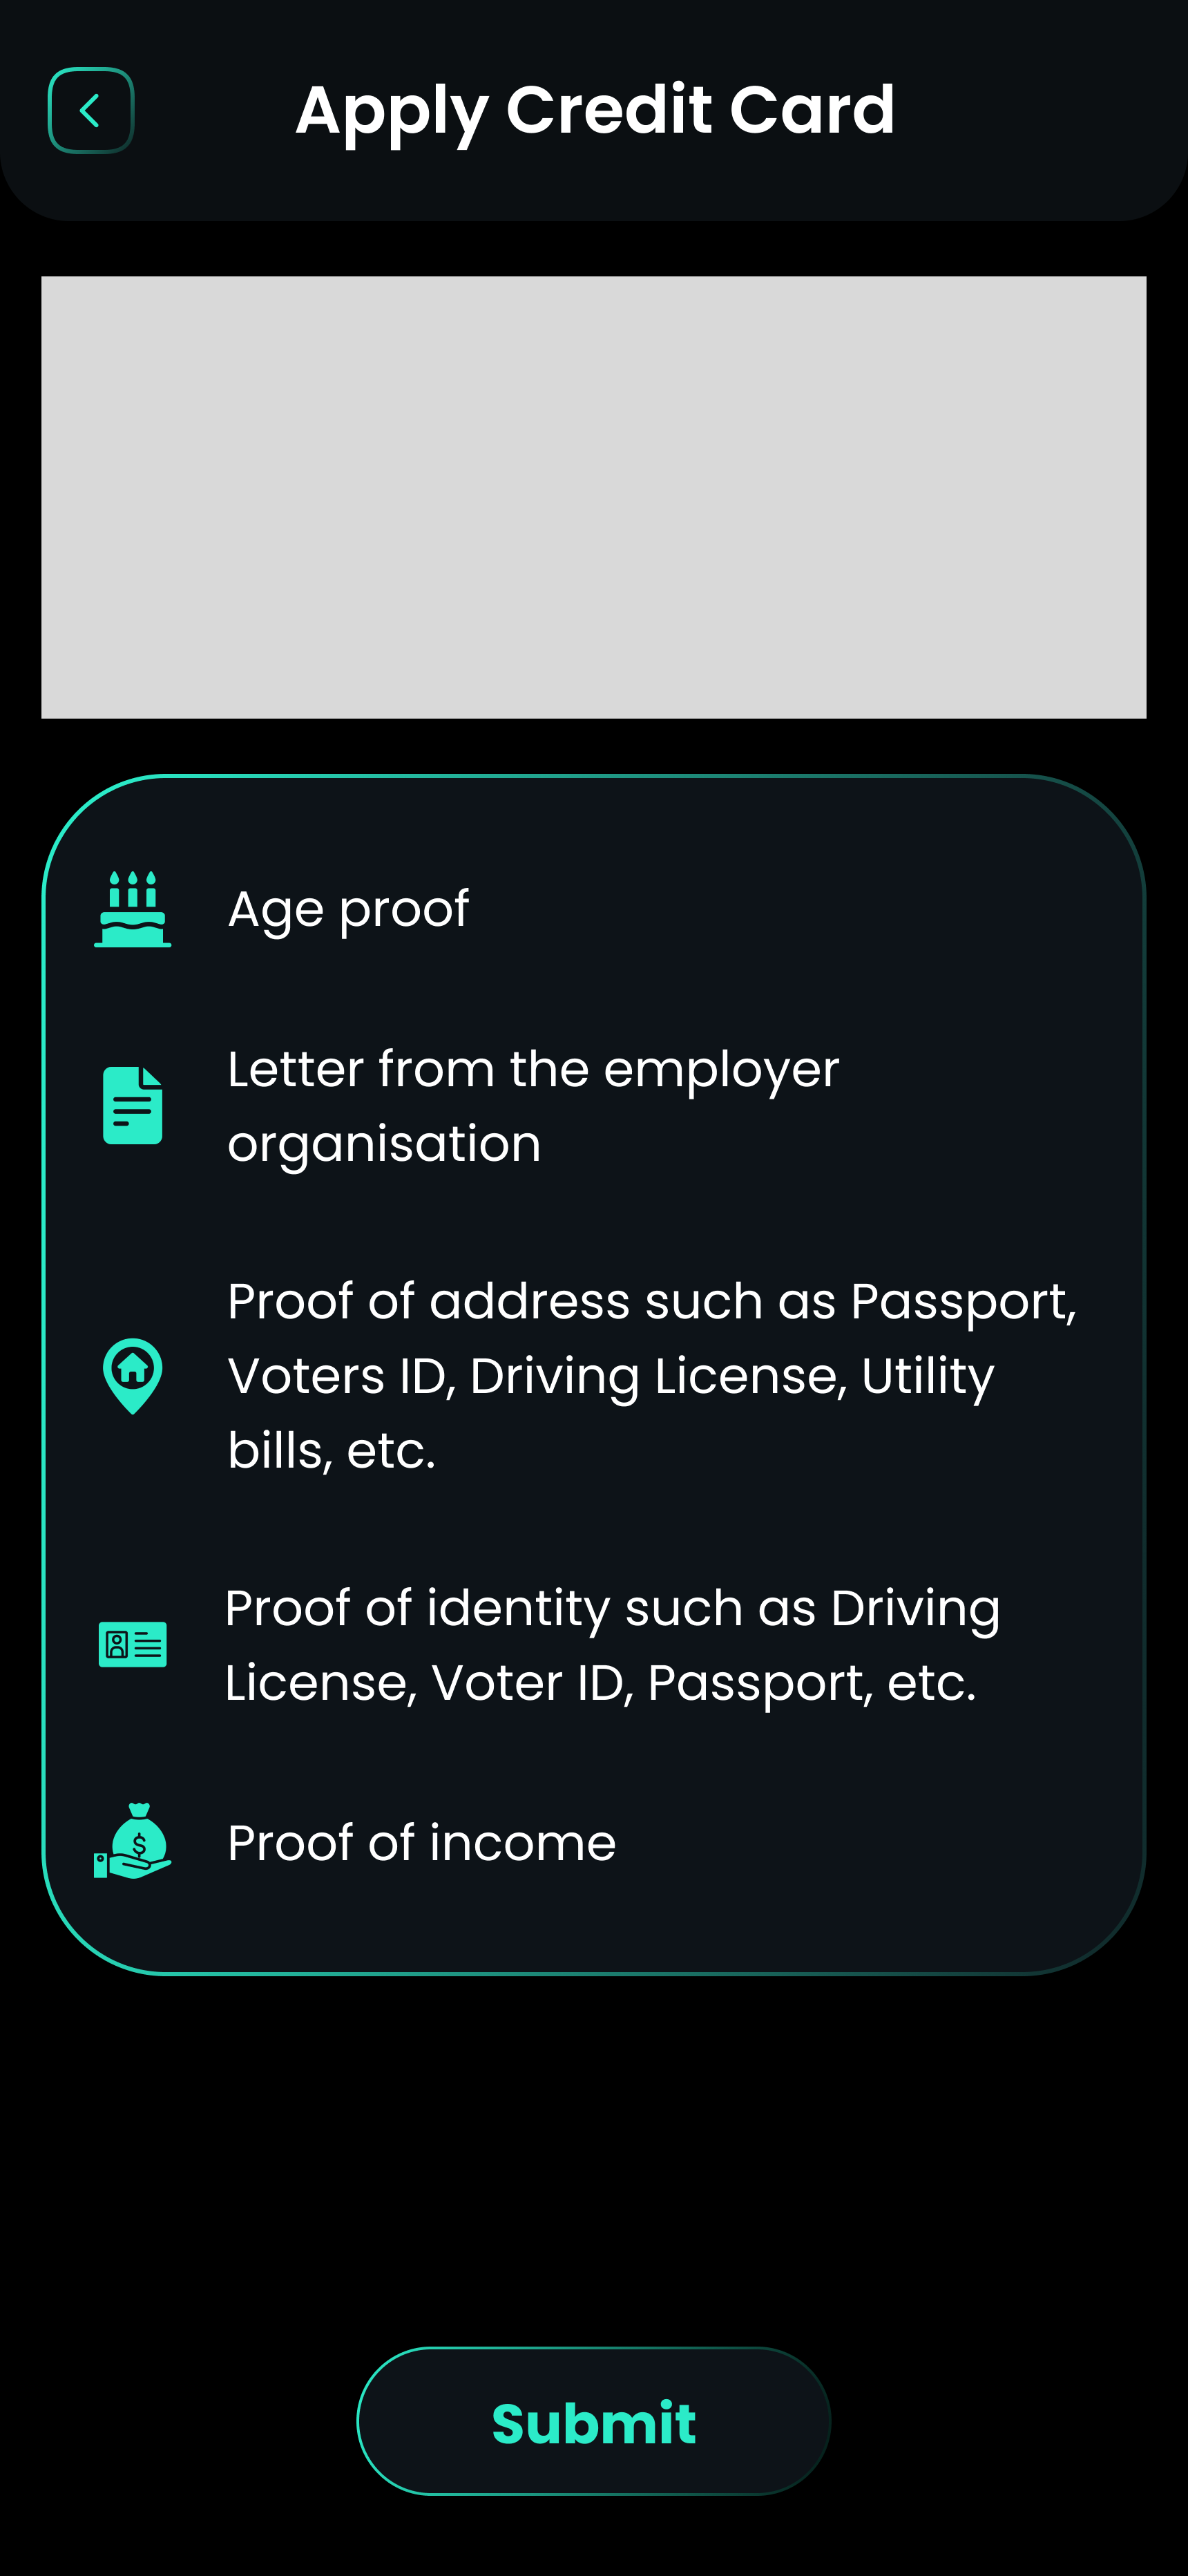 Apply Credit Card
Age proof
Letter from the employer
organisation
Proof of address such as Passport,
Voters ID, Driving License, Utility
bills, etc.
Proof of identity such as Driving
License, Voter ID, Passport, etc.
$
Proof of income
Submit